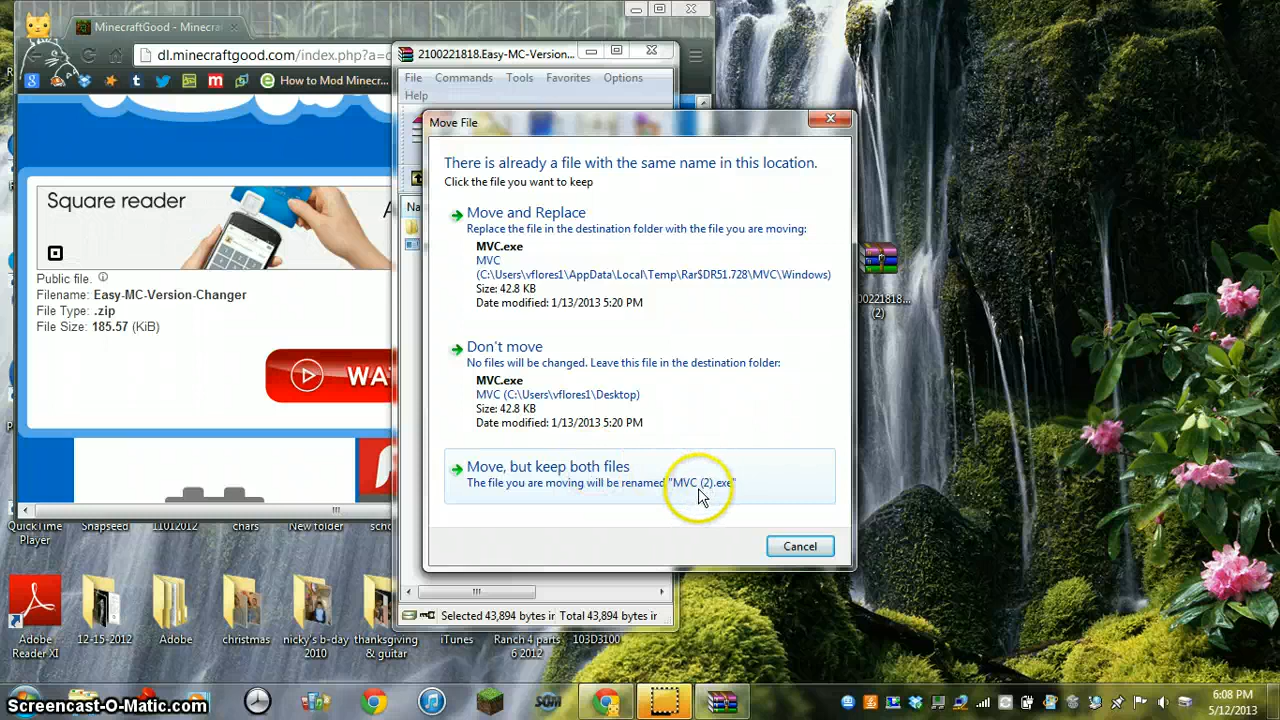 MinecraftGood - Minecraft
dl.minecraftgood.com/index.php?a=d
How to Mod Minecr...
Square reader
Public file.
Filename: Easy-MC-Version-Changer
File Type: .zip
File Size: 185.57 (KiB)
WAT
2100221818.Easy-MC-Version...
File Commands Tools Favorites Options
Help
Na
Move File
There is already a file with the same name in this location.
Click the file you want to keep
Move and Replace
Replace the file in the destination folder with the file you are moving:
MVC.exe
MVC
(C:\Users\vflores1\AppData\Local\Temp\Rar$DR51.728\MVC\Windows)
Size: 42.8 KB
Date modified: 1/13/2013 5:20 PM
Don't move
No files will be changed. Leave this file in the destination folder:
MVC.exe
MVC (C:\Users\vflores1\Desktop)
Size: 42.8 KB
Date modified: 1/13/2013 5:20 PM
Move, but keep both files
The file you are moving will be renamed "MVC (2).exe"
Cancel
Selected 43,894 bytes in Total 43,894 bytes in
00221818...
(2)
QuickTime
Player
Snapseed
11012012
chars
New folder
Adobe
Reader XI
12-15-2012
Adobe
christmas
nicky's b-day
2010
thanksgiving
& guitar
iTunes
Ranch 4 parts
6 2012
103D3100
SQM
6:08 PM
5/12/2013
Screencast-O-Matic.com